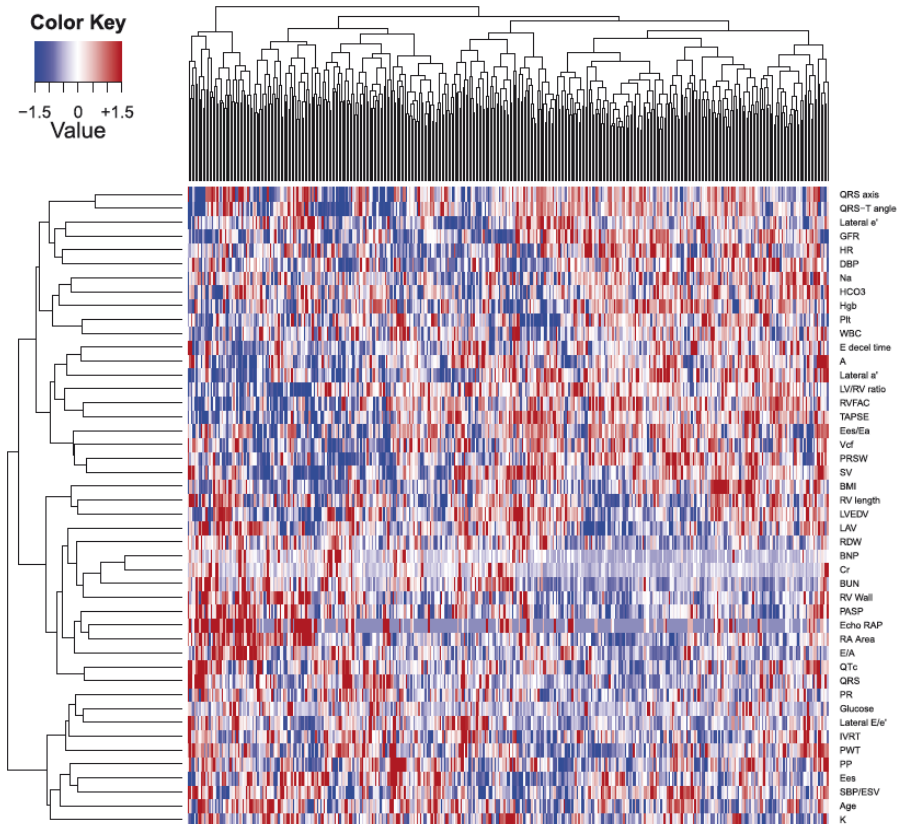 Color Key
−1.5 0 +1.5
Value
QRS axis
QRS−T angle
Lateral e'
GFR
HR
DBP
Na
HCO3
Hgb
Plt
WBC
E decel time
A
Lateral a'
LV/RV ratio
RVFAC
TAPSE
Ees/Ea
Vcf
PRSW
SV
BMI
RV length
LVEDV
LAV
RDW
BNP
Cr
BUN
RV Wall
PASP
Echo RAP
RA Area
E/A
QTc
QRS
PR
Glucose
Lateral E/e'
IVRT
PWT
PP
Ees
SBP/ESV
Age
K